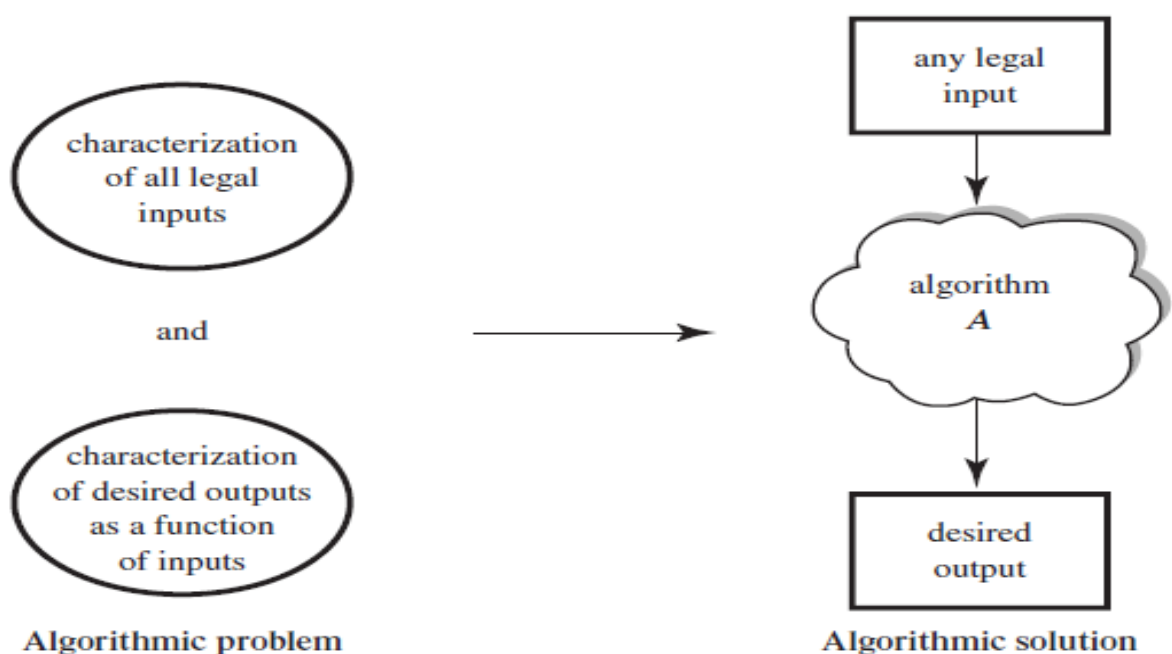 characterization
of all legal
inputs
and
characterization
of desired outputs
as a function
of inputs
Algorithmic problem
any legal
input
algorithm
A
desired
output
Algorithmic solution